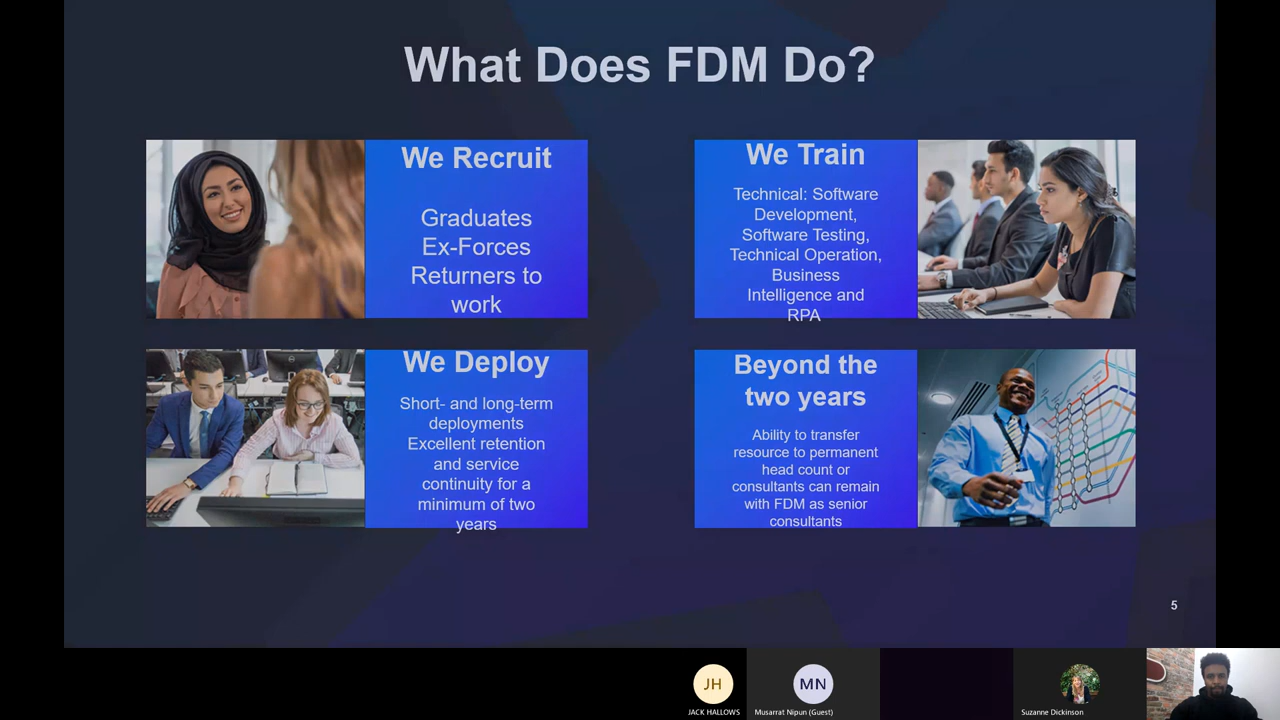 What Does FDM Do?
We Recruit
Graduates
Ex-Forces
Returners to
work
We Train
Technical: Software
Development,
Software Testing,
Technical Operation,
Business
Intelligence and
RPA
We Deploy
Short- and long-term
deployments
Excellent retention
and service
continuity for a
minimum of two
years
Beyond the
two years
Ability to transfer
resource to permanent
head count or
consultants can remain
with FDM as senior
consultants
5
JH
JACK HALLOWS
MN
Musarrat Nipun (Guest)
Suzanne Dickinson